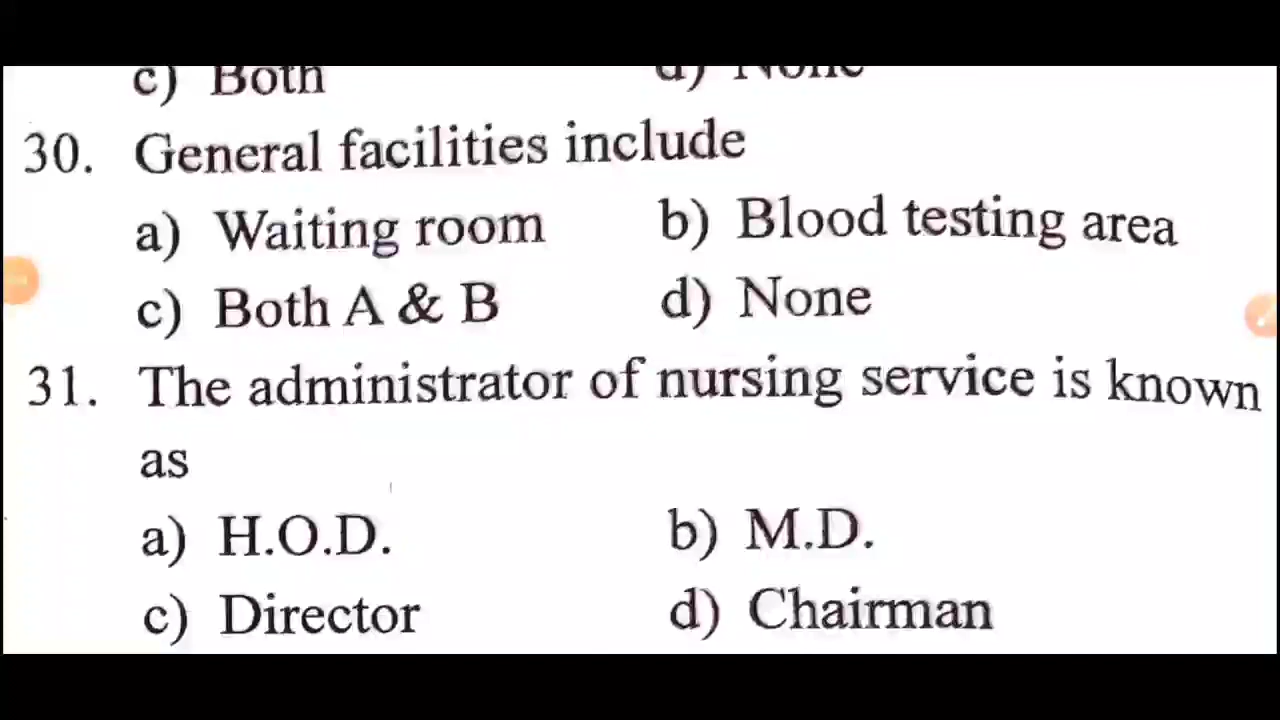 c) Both d) None
30. General facilities include
a) Waiting room b) Blood testing area
c) Both A & B d) None
31. The administrator of nursing service is known
as
a) H.O.D. b) M.D.
c) Director d) Chairman